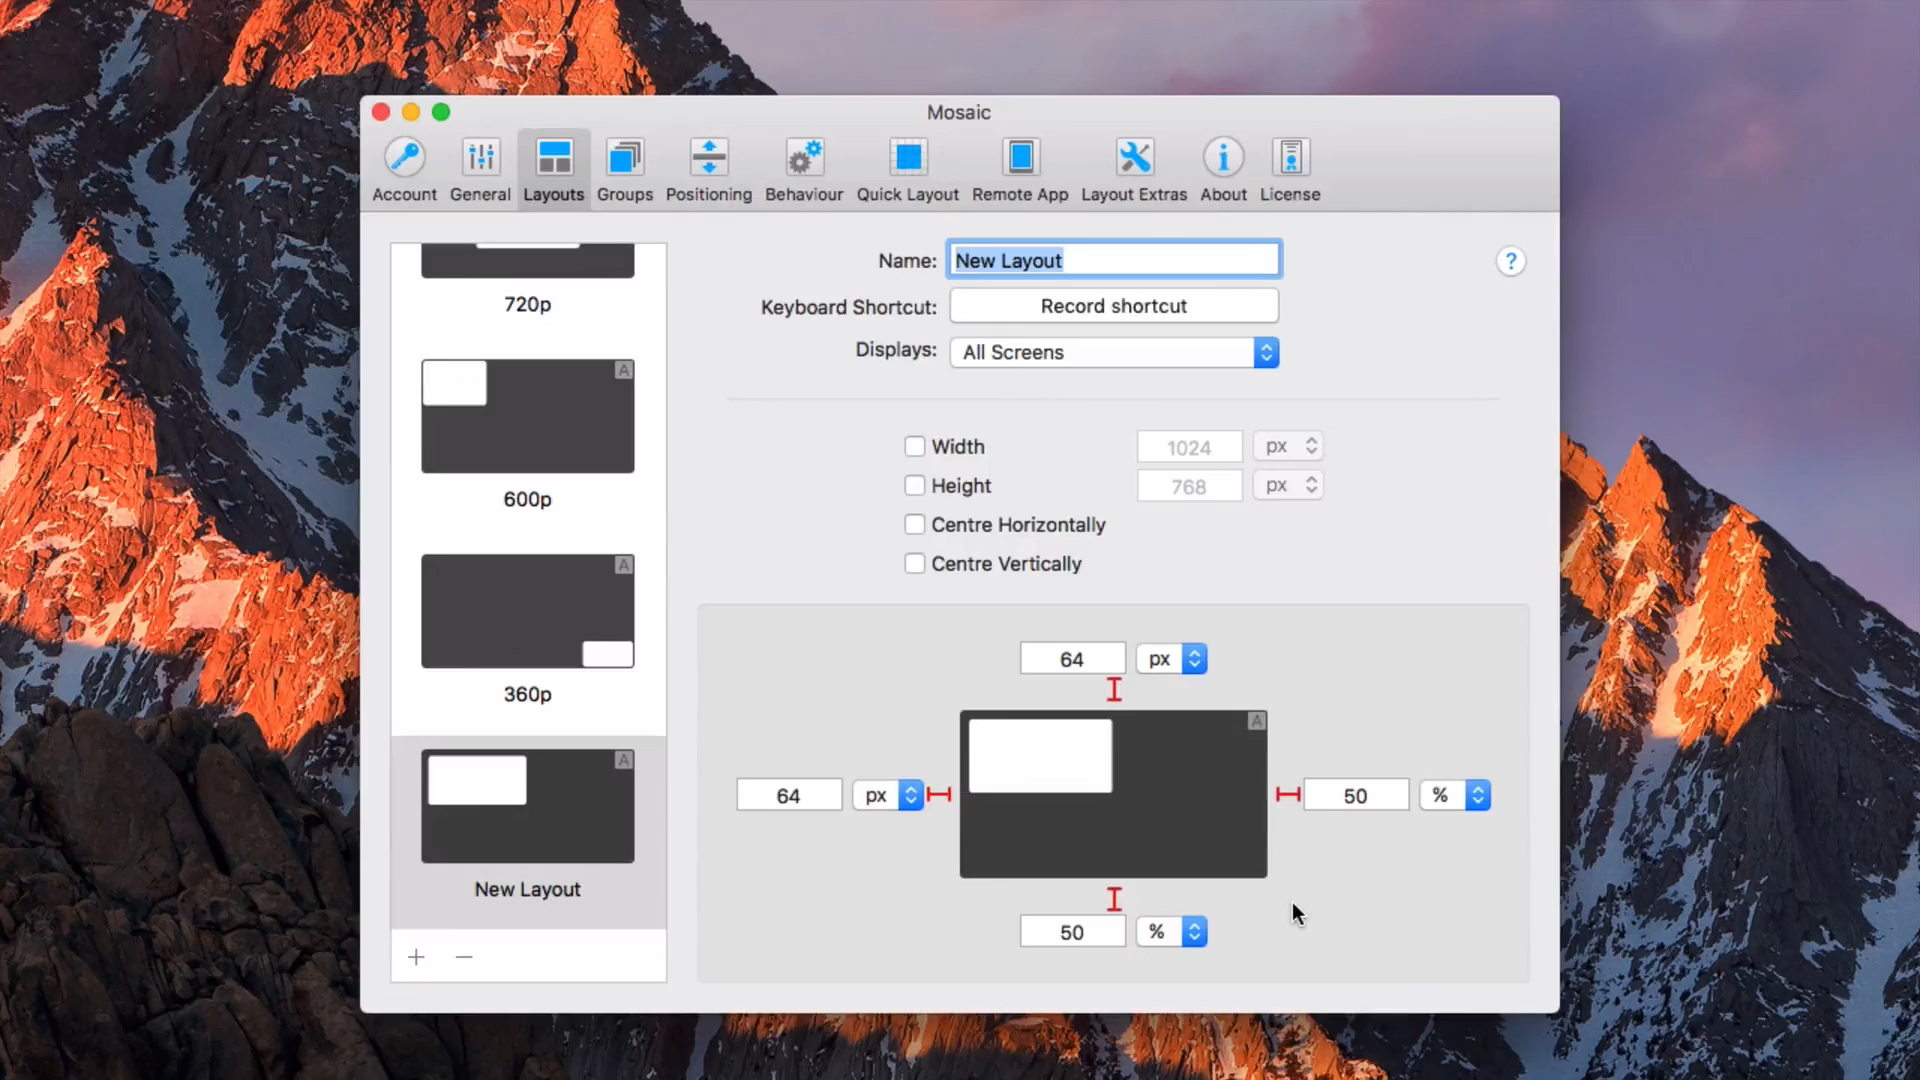 Mosaic
Account General Layouts Groups Positioning Behaviour Quick Layout Remote App Layout Extras About License
720p
A
600p
A
360p
A
New Layout
Name: New Layout
?
Keyboard Shortcut: Record shortcut
Displays: All Screens
Width 1024 px
Height 768 px
Centre Horizontally
Centre Vertically
64 px
A
64 px
50 %
50 %